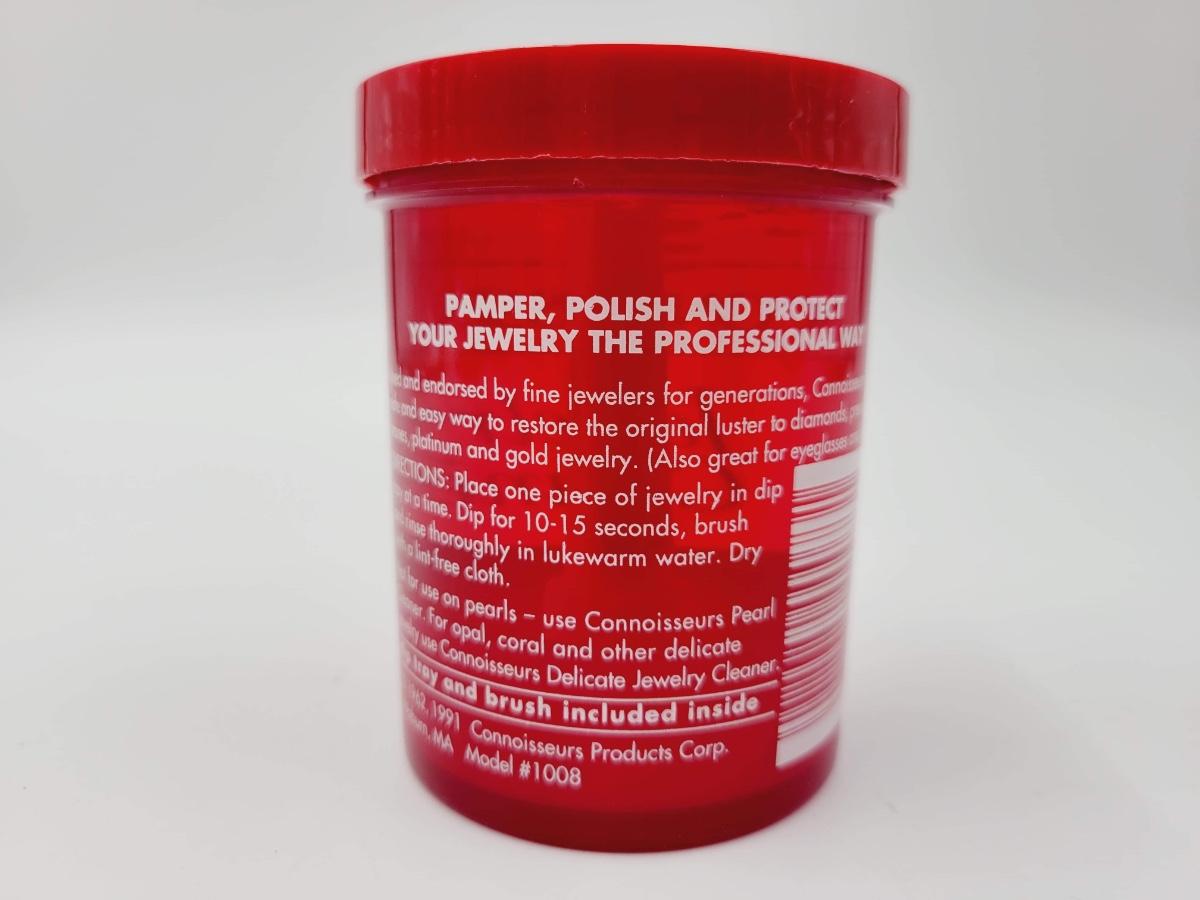 PAMPER, POLISH AND PROTECT
YOUR JEWELRY THE PROFESSIONAL WAY
and endorsed by fine jewelers for generations,
and easy way to restore the original luster to diamonds,
platinum and gold jewelry. (Also great for eyeglasses
Place one piece of jewelry in dip
at a time. Dip for 10-15 seconds, brush
rinse thoroughly in lukewarm water. Dry
a lint-free cloth.
for use on pearls – use Connoisseurs Pearl
For opal, coral and other delicate
use Connoisseurs Delicate Jewelry Cleaner.
tray and brush included inside
1962, 1991 Connoisseurs Products Corp.
MA Model #1008